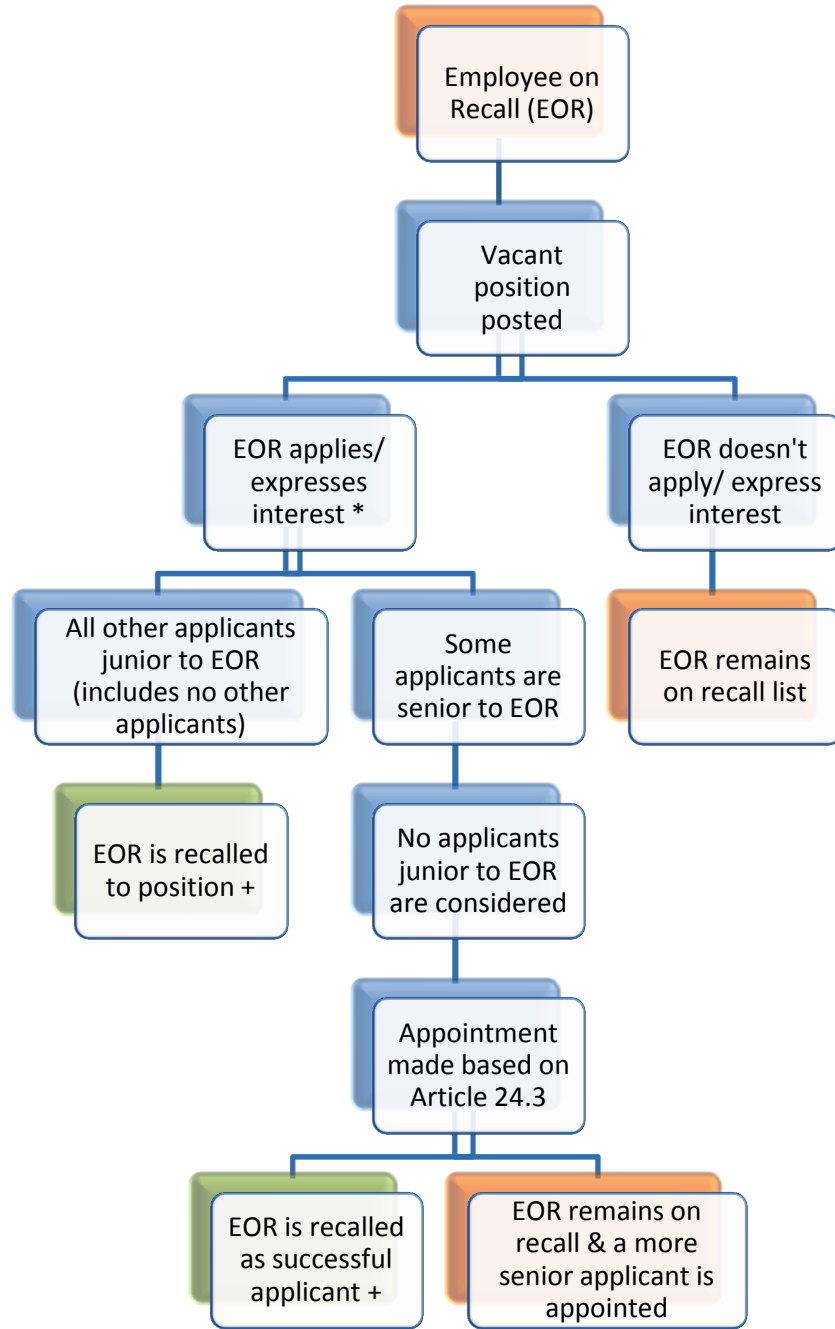 Employee on
Recall (EOR)
Vacant
position
posted
EOR applies/
expresses
interest *
EOR doesn't
apply/ express
interest
All other applicants
junior to EOR
(includes no other
applicants)
Some
applicants are
senior to EOR
EOR remains
on recall list
EOR is recalled
to position +
No applicants
junior to EOR
are considered
Appointment
made based on
Article 24.3
EOR is recalled
as successful
applicant +
EOR remains on
recall & a more
senior applicant is
appointed